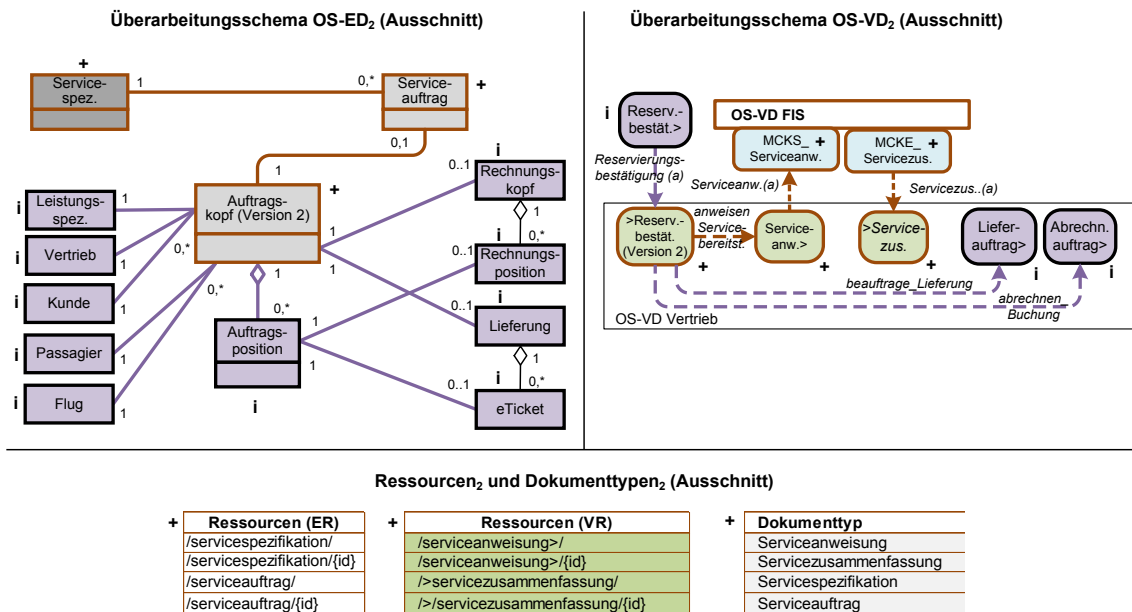 Überarbeitungsschema OS-ED2 (Ausschnitt)
+
Service-
spez.
1
0,*
Service-
auftrag
+
0,1
1
Auftrags-
kopf (Version 2)
+
i
Leistungs-
spez.
1
i
Vertrieb
1
i
Kunde
1
i
Passagier
1
i
Flug
1
0,*
0,*
1
0,*
Auftrags-
position
i
1
1
1
1
i
0..1
Rechnungs-
kopf
1
0,*
i
Rechnungs-
position
0..1
0..1
i
Lieferung
1
0,*
i
0..1
eTicket
Überarbeitungsschema OS-VD2 (Ausschnitt)
i
Reserv.-
bestät.>
OS-VD FIS
MCKS_
Serviceanw.
+
MCKE_
Servicezus.
+
Reservierungs-
bestätigung (a)
Serviceanw.(a)
Servicezus..(a)
>Reserv.-
bestät.
(Version 2)
+
anweisen
Service-
bereitst.
Service-
anw.>
+
>Service-
zus.
+
Liefer-
auftrag>
i
Abrechn.
auftrag>
i
beauftrage_Lieferung
abrechnen_
Buchung
OS-VD Vertrieb
Ressourcen2 und Dokumenttypen2 (Ausschnitt)
+
Ressourcen (ER)
/servicespezifikation/
/servicespezifikation/{id}
/serviceauftrag/
/serviceauftrag/{id}
+
Ressourcen (VR)
/serviceanweisung>/
/serviceanweisung>/{id}
/>servicezusammenfassung/
/>/servicezusammenfassung/{id}
+
Dokumenttyp
Serviceanweisung
Servicezusammenfassung
Servicespezifikation
Serviceauftrag